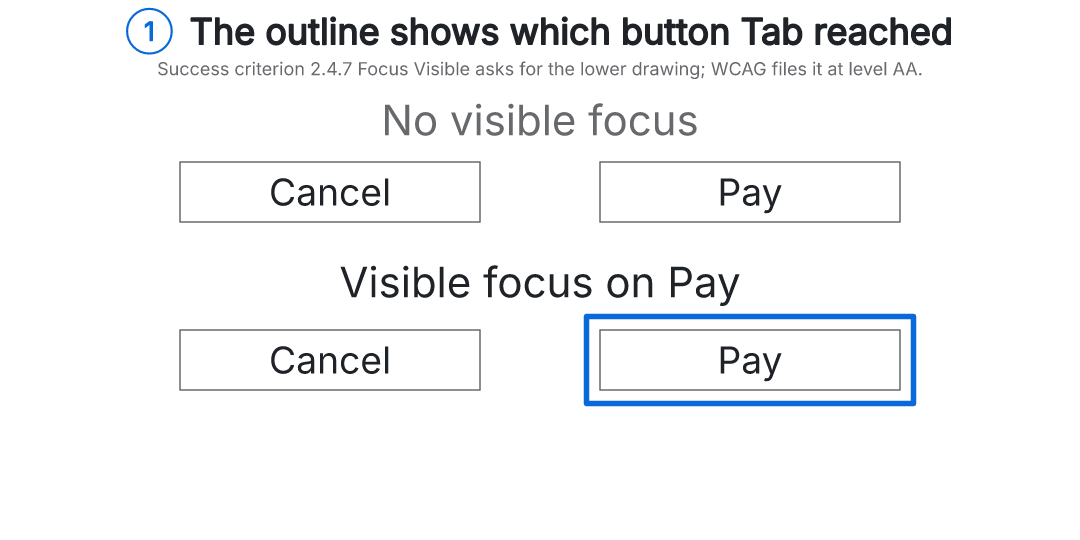 1 The outline shows which button Tab reached
Success criterion 2.4.7 Focus Visible asks for the lower drawing; WCAG files it at level AA.
No visible focus
Cancel Pay
Visible focus on Pay
Cancel Pay